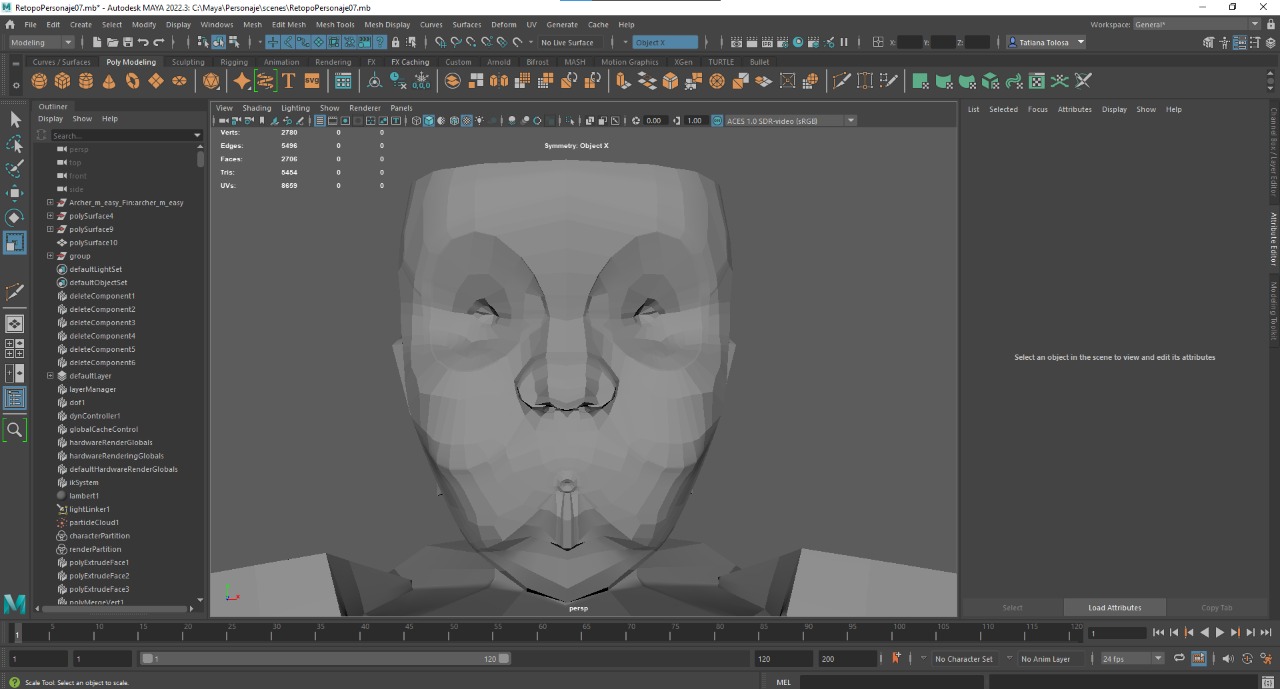 RetopoPersonaje07.mb* - Autodesk MAYA 2022.3: C:\Maya\Personaje\scenes\RetopoPersonaje07.mb
File Edit Create Select Modify Display Windows Mesh Edit Mesh Mesh Tools Mesh Display Curves Surfaces Deform UV Generate Cache Help
Workspace: General*
Modeling No Live Surface Object X X: Y: Z: Tatiana Tolosa
Curves / Surfaces Poly Modeling Sculpting Rigging Animation Rendering FX FX Caching Custom Arnold Bifrost MASH Motion Graphics XGen TURTLE Bullet
T SVG 0,0,0
Outliner
Display Show Help
Search...
persp
top
front
side
Archer_m_easy_Fin:archer_m_easy
polySurface4
polySurface9
polySurface10
group
defaultLightSet
defaultObjectSet
deleteComponent1
deleteComponent2
deleteComponent3
deleteComponent4
deleteComponent5
deleteComponent6
defaultLayer
layerManager
dof1
dynController1
globalCacheControl
hardwareRenderGlobals
hardwareRenderingGlobals
defaultHardwareRenderGlobals
ikSystem
lambert1
lightLinker1
particleCloud1
characterPartition
renderPartition
polyExtrudeFace1
polyExtrudeFace2
polyExtrudeFace3
polyMergeVert1
View Shading Lighting Show Renderer Panels
0.00 1.00 ACES 1.0 SDR-video (sRGB)
Verts: 2780 0 0
Edges: 5496 0 0
Faces: 2706 0 0
Tris: 5454 0 0
UVs: 8659 0 0
Symmetry: Object X
persp
List Selected Focus Attributes Display Show Help
Select an object in the scene to view and edit its attributes
Select Load Attributes Copy Tab
Channel Box / Layer Editor
Attribute Editor
Modeling Toolkit
1 5 10 15 20 25 30 35 40 45 50 55 60 65 70 75 80 85 90 95 100 105 110 115 120 1
1 1 1 120 120 200 No Character Set No Anim Layer 24 fps
Scale Tool: Select an object to scale. MEL